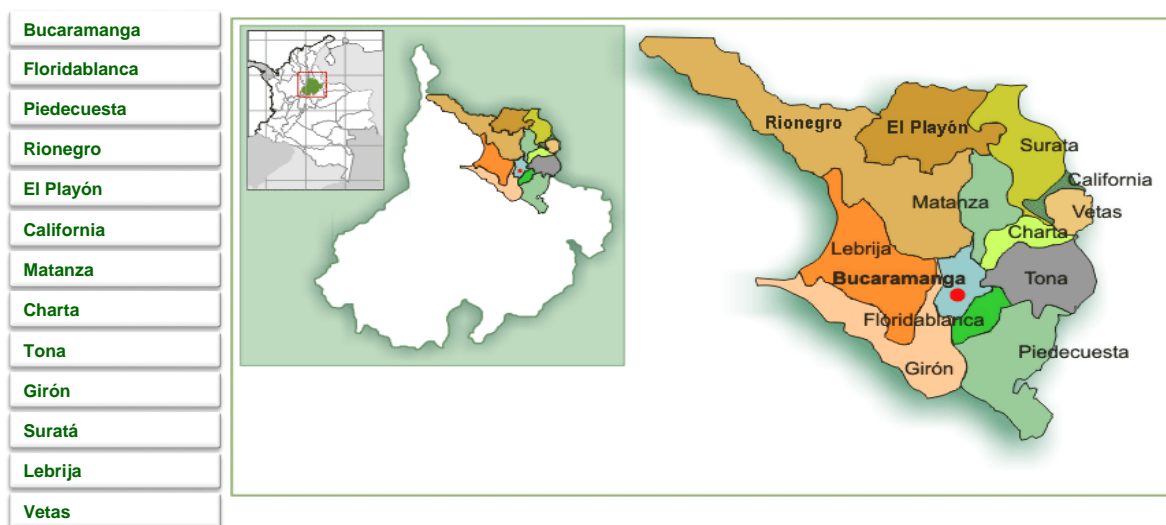 Bucaramanga
Floridablanca
Piedecuesta
Rionegro
El Playón
California
Matanza
Charta
Tona
Girón
Suratá
Lebrija
Vetas
Rionegro
El Playón
Surata
California
Matanza
Vetas
Charta
Lebrija
Bucaramanga
Tona
Floridablanca
Piedecuesta
Girón